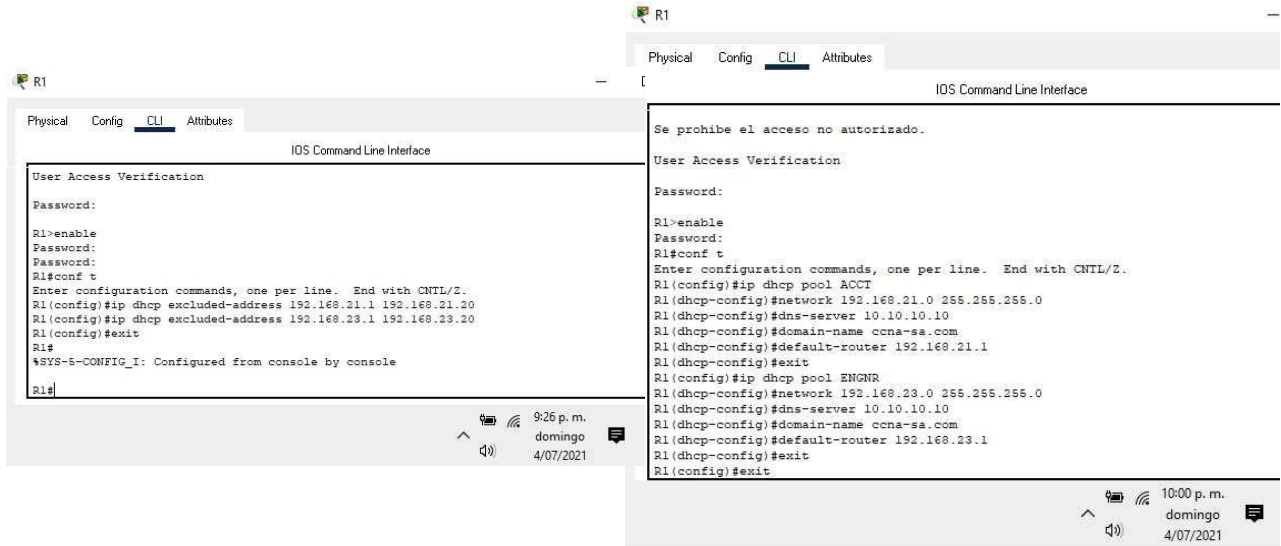 R1
Physical Config CLI Attributes
IOS Command Line Interface
User Access Verification
Password:
R1>enable
Password:
Password:
R1#conf t
Enter configuration commands, one per line. End with CNTL/Z.
R1(config)#ip dhcp excluded-address 192.168.21.1 192.168.21.20
R1(config)#ip dhcp excluded-address 192.168.23.1 192.168.23.20
R1(config)#exit
R1#
%SYS-5-CONFIG_I: Configured from console by console
R1#
9:26 p. m.
domingo
4/07/2021
R1
Physical Config CLI Attributes
IOS Command Line Interface
Se prohibe el acceso no autorizado.
User Access Verification
Password:
R1>enable
Password:
R1#conf t
Enter configuration commands, one per line. End with CNTL/Z.
R1(config)#ip dhcp pool ACCT
R1(dhcp-config)#network 192.168.21.0 255.255.255.0
R1(dhcp-config)#dns-server 10.10.10.10
R1(dhcp-config)#domain-name ccna-sa.com
R1(dhcp-config)#default-router 192.168.21.1
R1(dhcp-config)#exit
R1(config)#ip dhcp pool ENGNR
R1(dhcp-config)#network 192.168.23.0 255.255.255.0
R1(dhcp-config)#dns-server 10.10.10.10
R1(dhcp-config)#domain-name ccna-sa.com
R1(dhcp-config)#default-router 192.168.23.1
R1(dhcp-config)#exit
R1(config)#exit
10:00 p. m.
domingo
4/07/2021